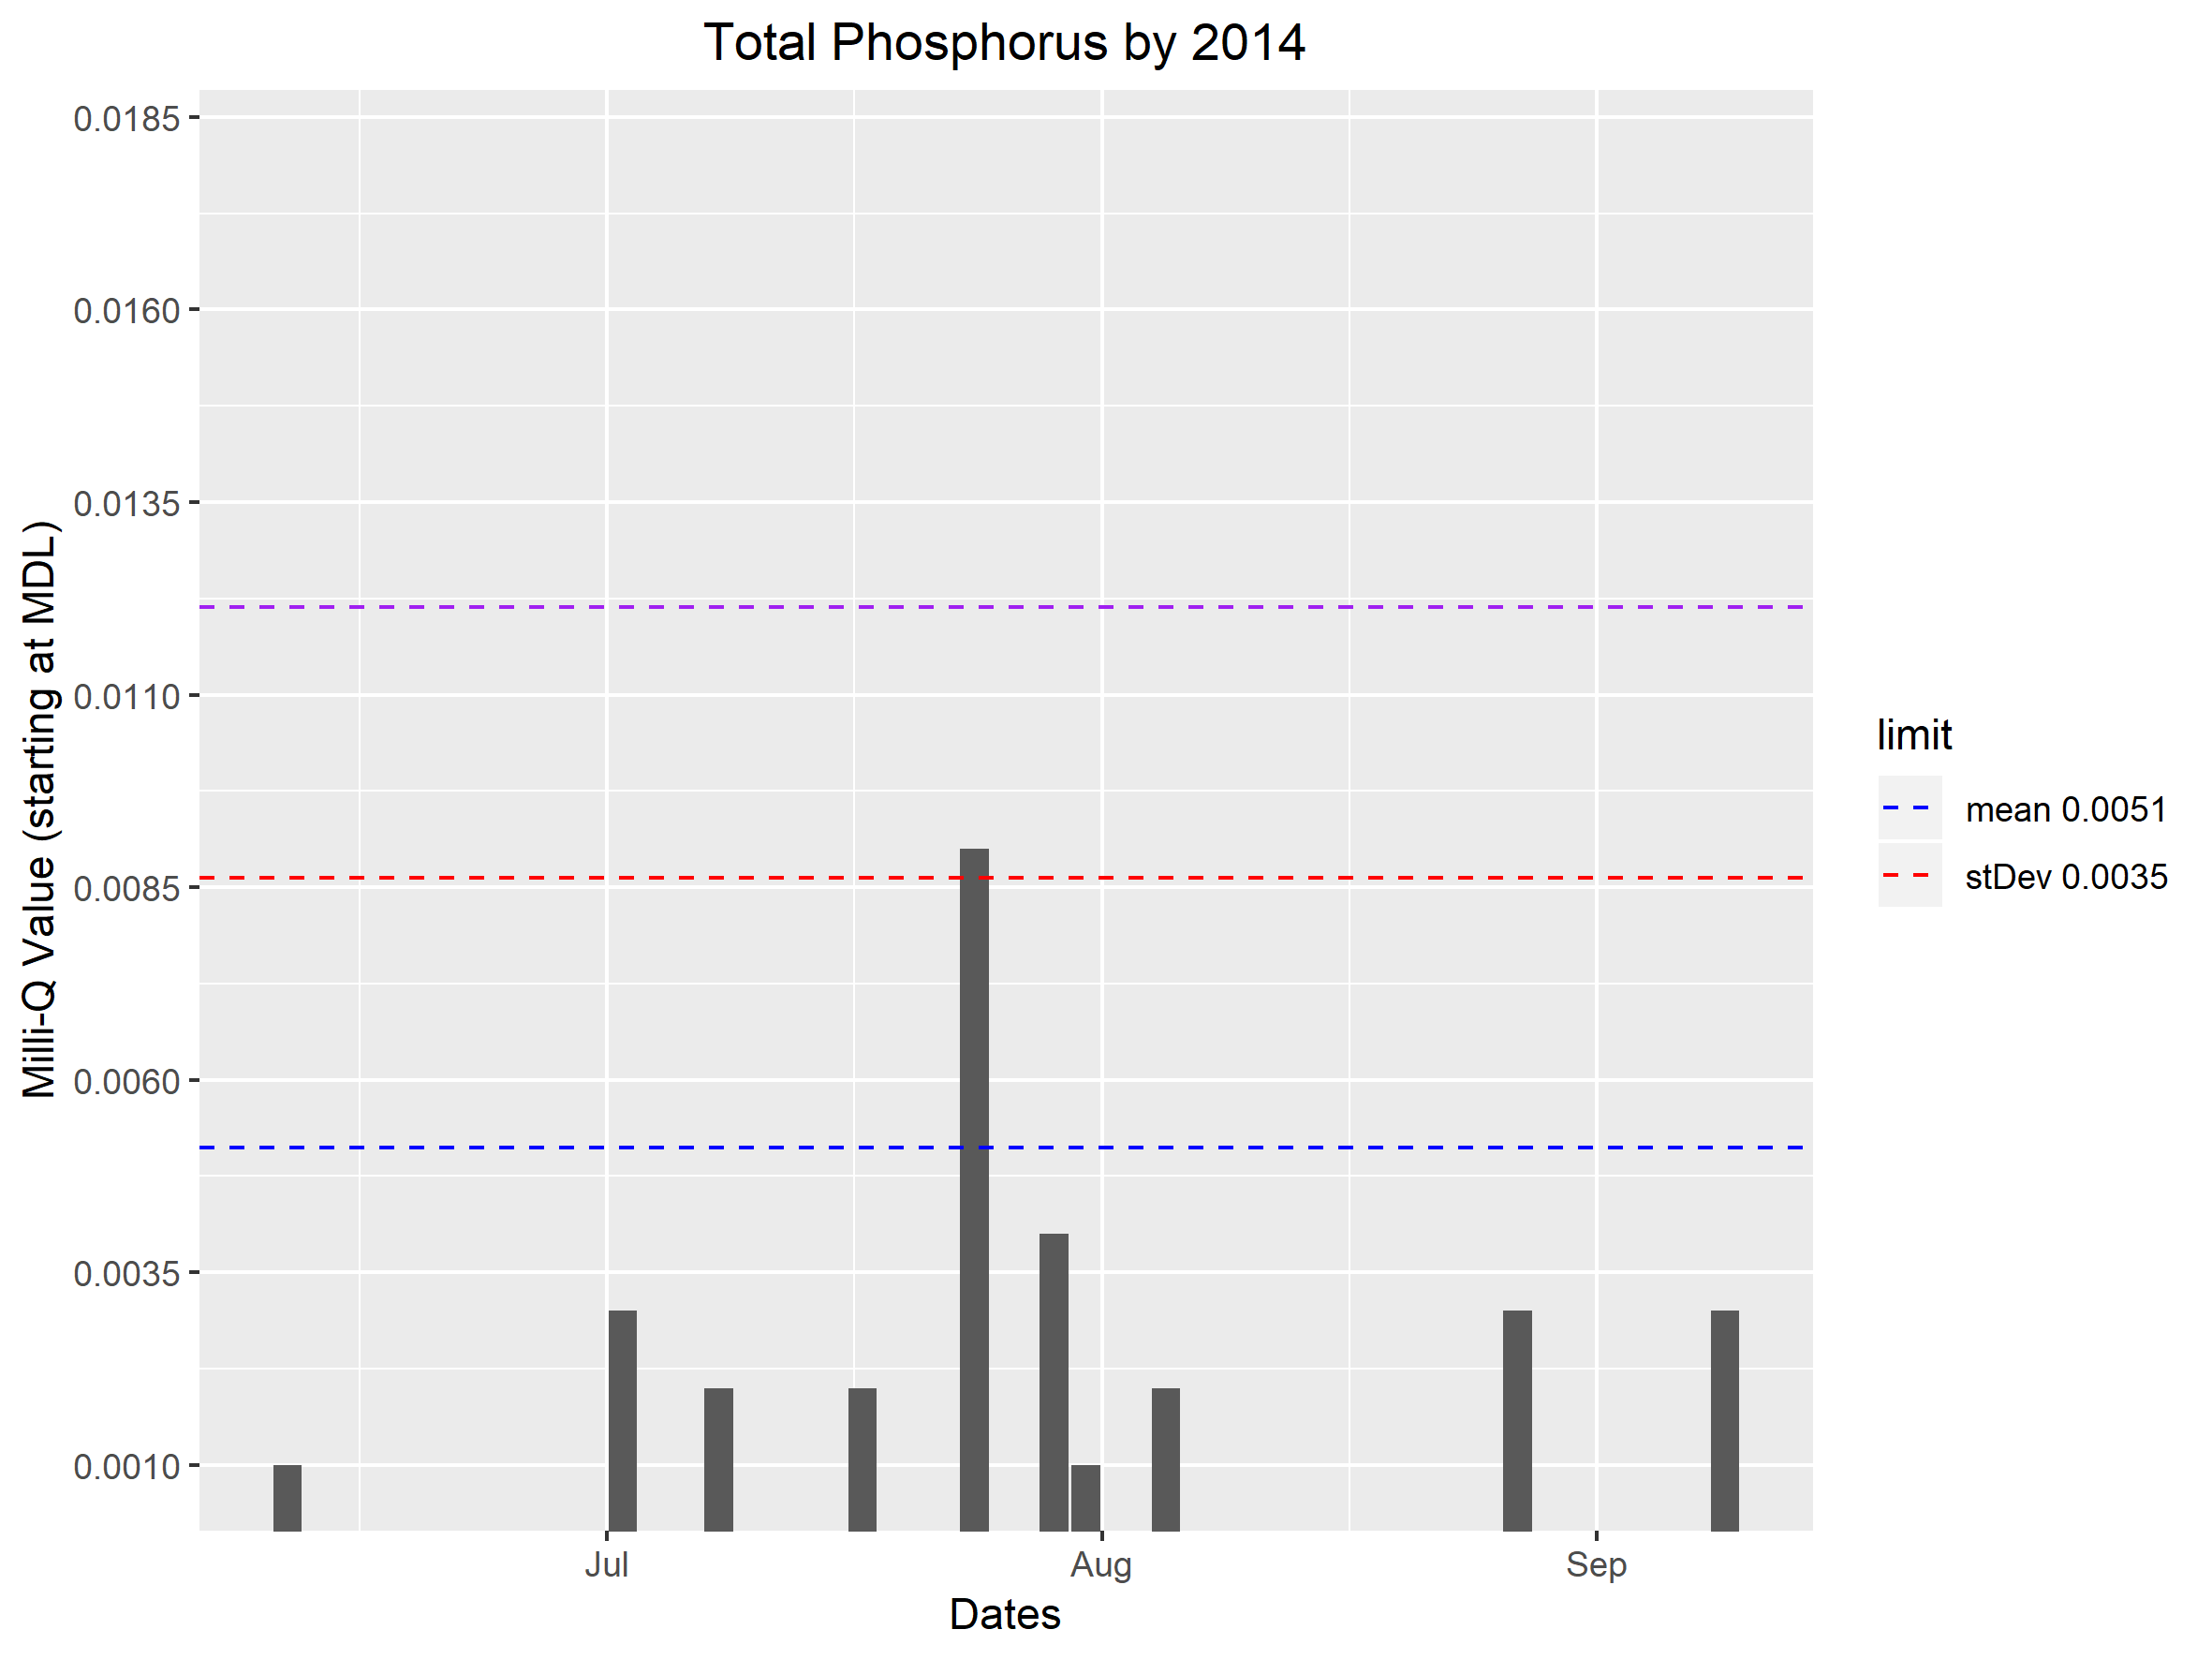 Total Phosphorus by 2014
Milli-Q Value (starting at MDL)
0.0185
0.0160
0.0135
0.0110
0.0085
0.0060
0.0035
0.0010
Jul Aug Sep
Dates
limit
mean 0.0051
stDev 0.0035